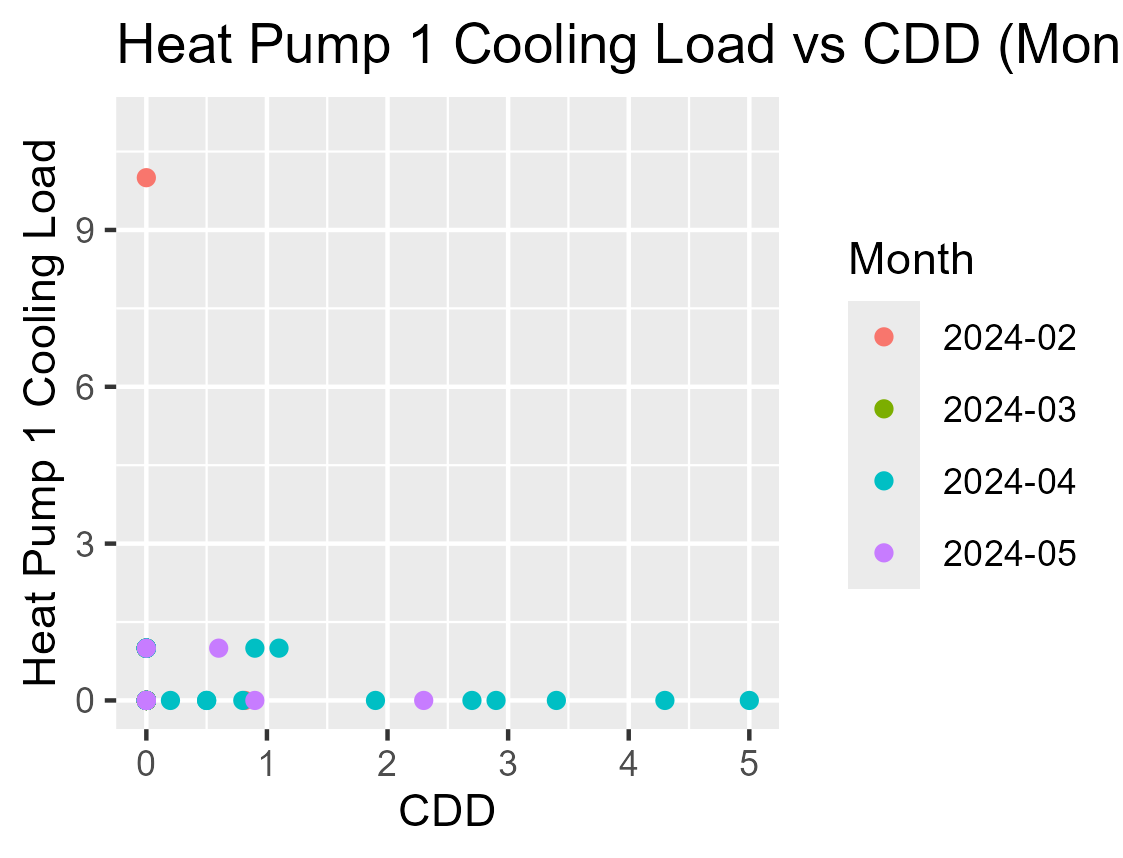 Heat Pump 1 Cooling Load vs CDD (Mon
Heat Pump 1 Cooling Load
9
6
3
0
0 1 2 3 4 5
CDD
Month
2024-02
2024-03
2024-04
2024-05